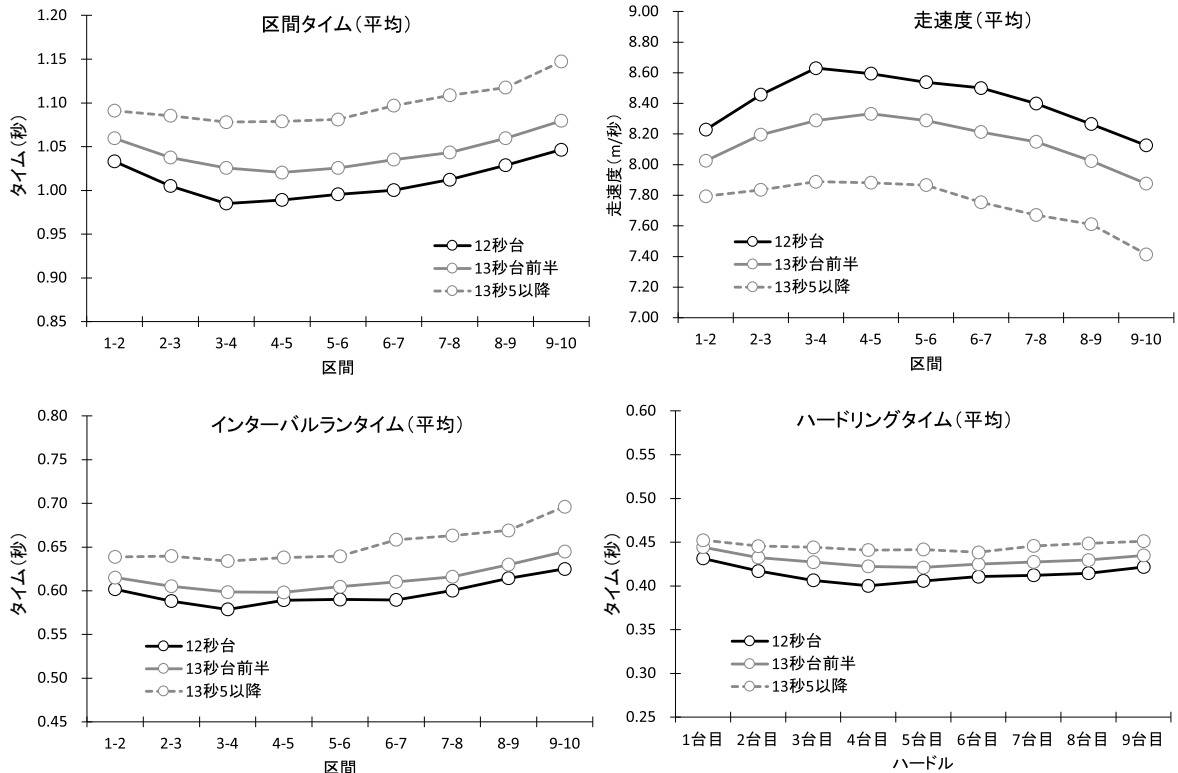 区間タイム（平均）
タイム（秒）
1.20
1.15
1.10
1.05
1.00
0.95
0.90
0.85
12秒台
13秒台前半
13秒5以降
1-2 2-3 3-4 4-5 5-6 6-7 7-8 8-9 9-10
区間
走速度（平均）
走速度（m/秒）
8.00
8.80
8.60
8.40
8.20
8.00
7.80
7.60
7.40
7.20
7.00
12秒台
13秒台前半
13秒5以降
1-2 2-3 3-4 4-5 5-6 6-7 7-8 8-9 9-10
区間
インターバルランタイム（平均）
タイム（秒）
0.80
0.75
0.70
0.65
0.60
0.55
0.50
0.45
12秒台
13秒台前半
13秒5以降
1-2 2-3 3-4 4-5 5-6 6-7 7-8 8-9 9-10
区間
ハードリングタイム（平均）
タイム（秒）
0.60
0.50
0.45
0.40
0.35
0.30
0.25
12秒台
13秒台前半
13秒5以降
1台目 2台目 3台目 4台目 5台目 6台目 7台目 8台目 9台目
ハードル